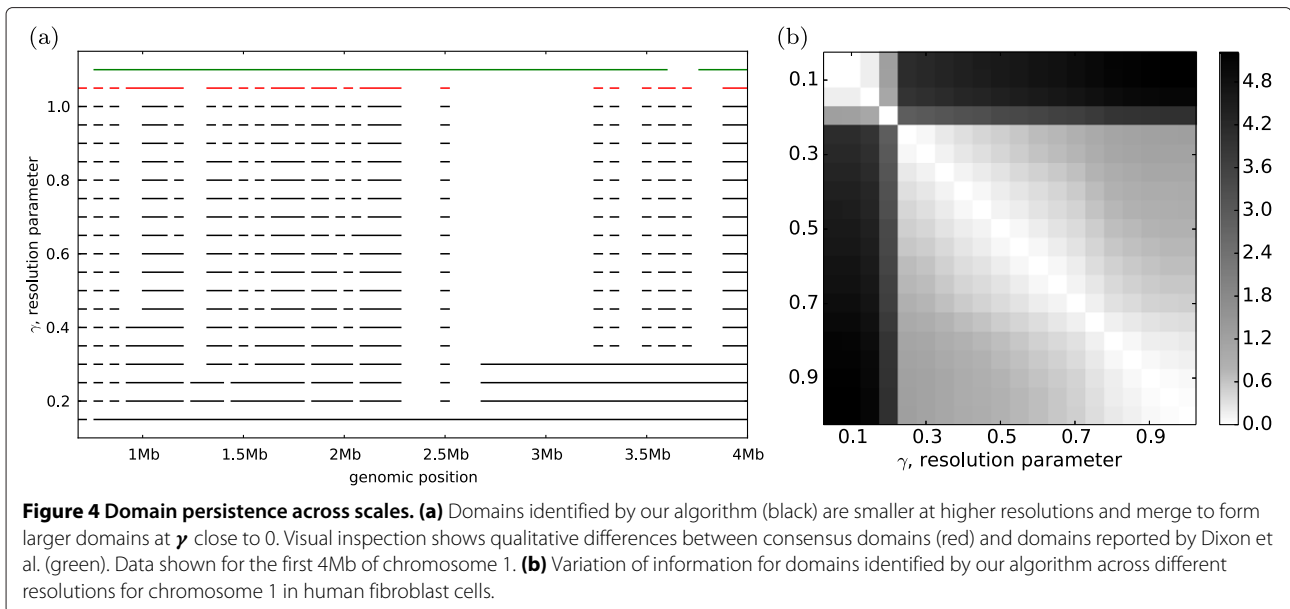 (a)
1.0
0.8
0.6
0.4
0.2
γ, resolution parameter
1Mb 1.5Mb 2Mb 2.5Mb 3Mb 3.5Mb 4Mb
genomic position
(b)
0.1
0.3
0.5
0.7
0.9
0.1 0.3 0.5 0.7 0.9
γ, resolution parameter
4.8
4.2
3.6
3.0
2.4
1.8
1.2
0.6
0.0
Figure 4 Domain persistence across scales. (a) Domains identified by our algorithm (black) are smaller at higher resolutions and merge to form
larger domains at γ close to 0. Visual inspection shows qualitative differences between consensus domains (red) and domains reported by Dixon et
al. (green). Data shown for the first 4Mb of chromosome 1. (b) Variation of information for domains identified by our algorithm across different
resolutions for chromosome 1 in human fibroblast cells.